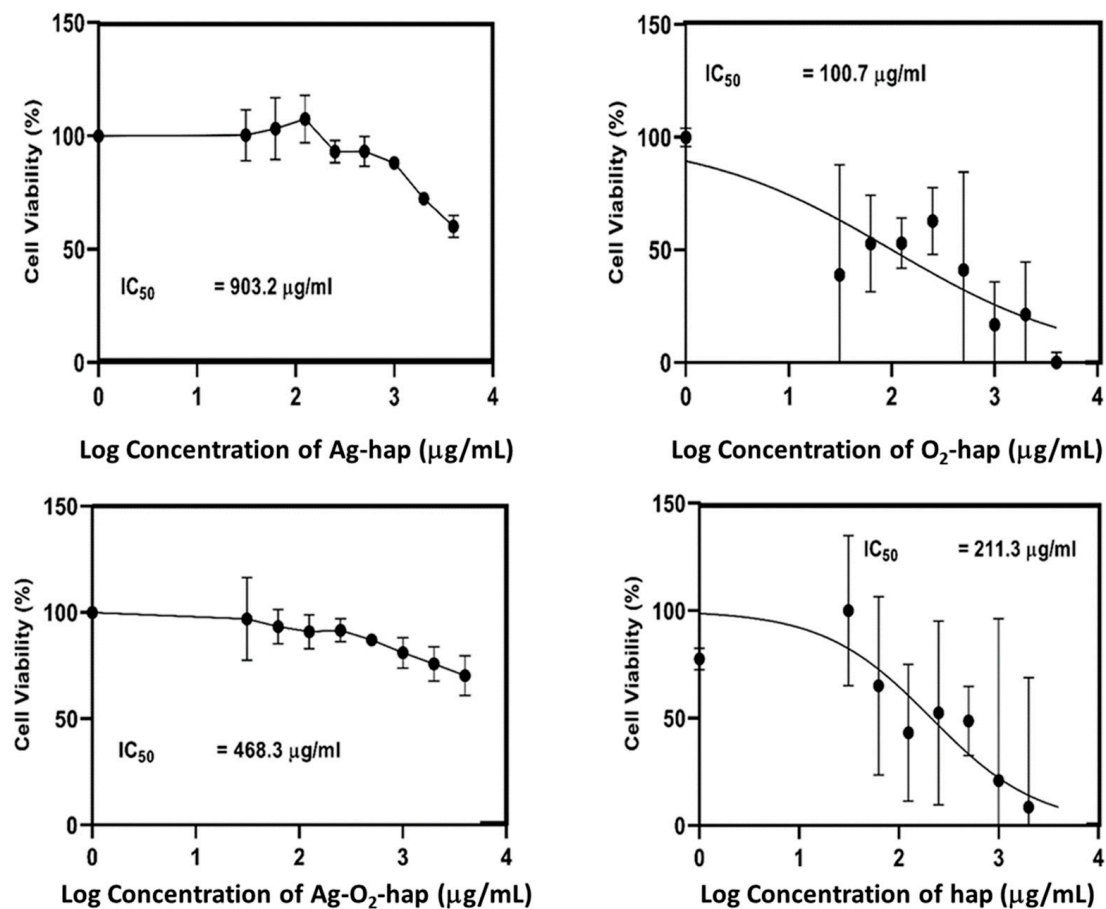 150
100
50
0
Cell Viability (%)
IC₅₀ = 903.2 μg/ml
0 1 2 3 4
Log Concentration of Ag-hap (μg/mL)
150
100
50
0
Cell Viability (%)
IC₅₀ = 100.7 μg/ml
0 1 2 3 4
Log Concentration of O₂-hap (μg/mL)
150
100
50
0
Cell Viability (%)
IC₅₀ = 468.3 μg/ml
0 1 2 3 4
Log Concentration of Ag-O₂-hap (μg/mL)
150
100
50
0
Cell Viability (%)
IC₅₀ = 211.3 μg/ml
0 1 2 3 4
Log Concentration of hap (μg/mL)